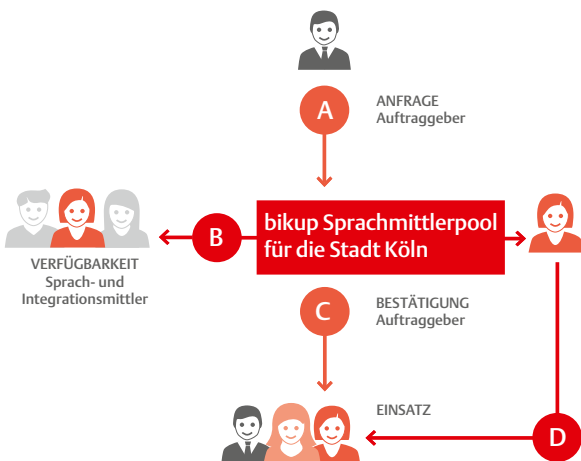 A
ANFRAGE
Auftraggeber
bikup Sprachmittlerpool
für die Stadt Köln
B
VERFÜGBARKEIT
Sprach- und
Integrationsmittler
C
BESTÄTIGUNG
Auftraggeber
EINSATZ
D